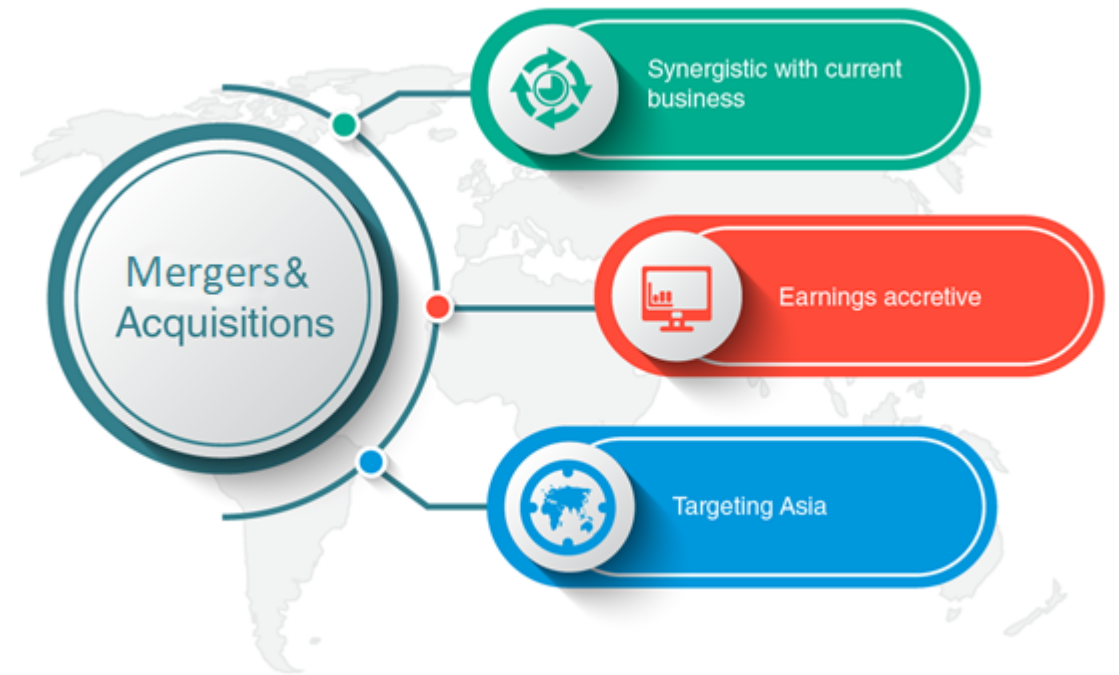 Mergers&
Acquisitions
Synergistic with current
business
Earnings accretive
Targeting Asia